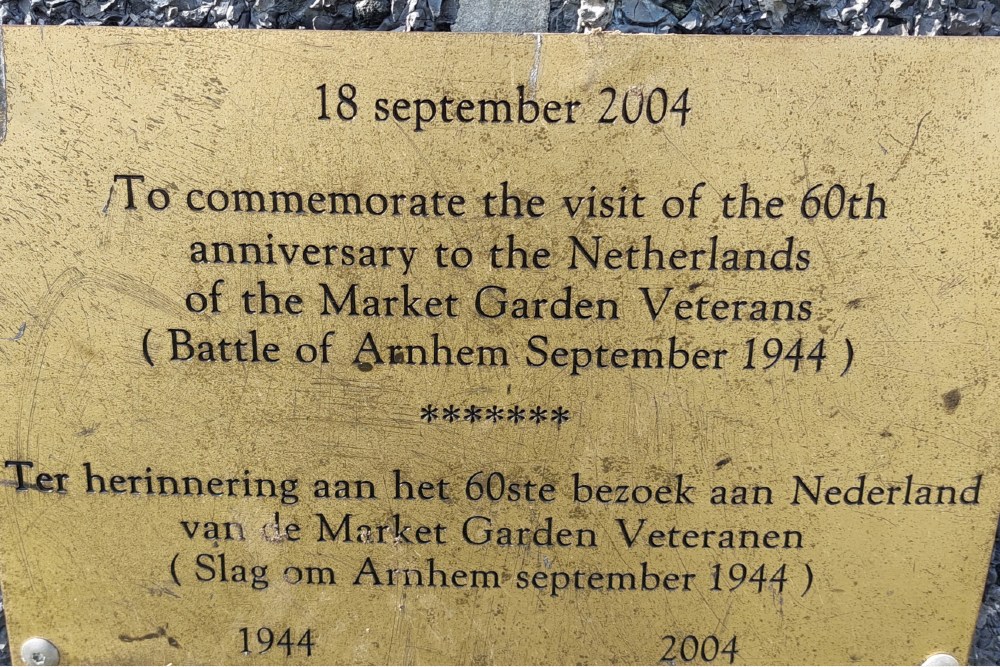 18 september 2004
To commemorate the visit of the 60th
anniversary to the Netherlands
of the Market Garden Veterans
( Battle of Arnhem September 1944 )
*******
Ter herinnering aan het 60ste bezoek aan Nederland
van de Market Garden Veteranen
( Slag om Arnhem september 1944 )
1944 2004